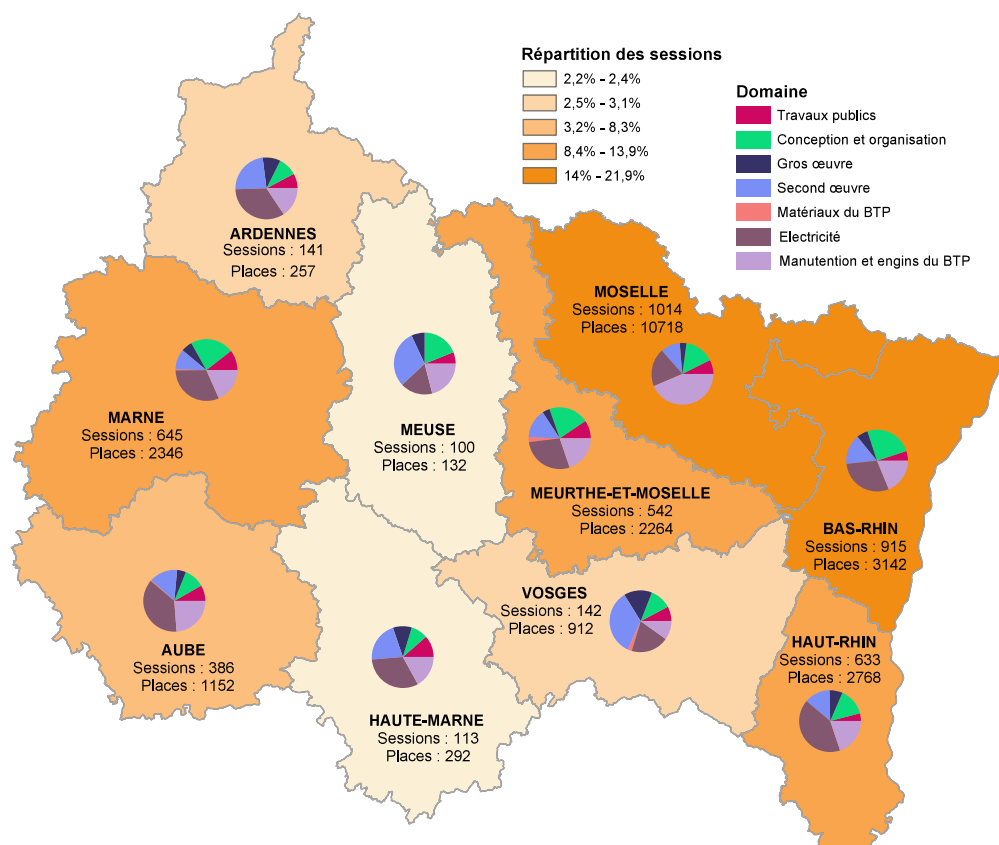 Répartition des sessions
2,2% - 2,4%
2,5% - 3,1%
3,2% - 8,3%
8,4% - 13,9%
14% - 21,9%
Domaine
Travaux publics
Conception et organisation
Gros œuvre
Second œuvre
Matériaux du BTP
Electricité
Manutention et engins du BTP
ARDENNES
Sessions : 141
Places : 257
MOSELLE
Sessions : 1014
Places : 10718
MARNE
Sessions : 645
Places : 2346
MEUSE
Sessions : 100
Places : 132
MEURTHE-ET-MOSELLE
Sessions : 542
Places : 2264
BAS-RHIN
Sessions : 915
Places : 3142
VOSGES
Sessions : 142
Places : 912
AUBE
Sessions : 386
Places : 1152
HAUT-RHIN
Sessions : 633
Places : 2768
HAUTE-MARNE
Sessions : 113
Places : 292